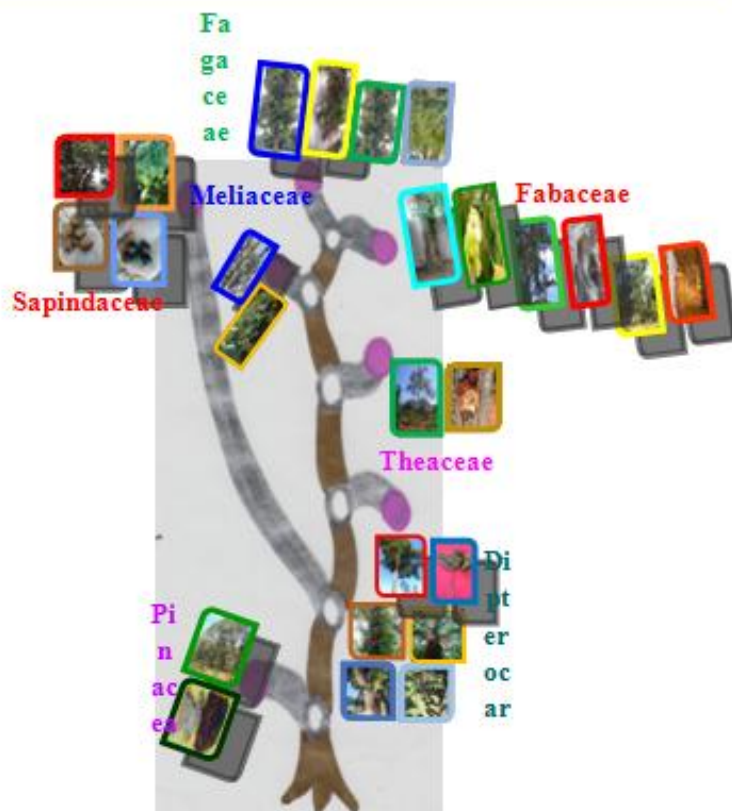 Fa
ga
ce
ae
Meliaceae
Fabaceae
Sapindaceae
Theaceae
Di
pt
er
oc
ar
Pi
n
ac
ea